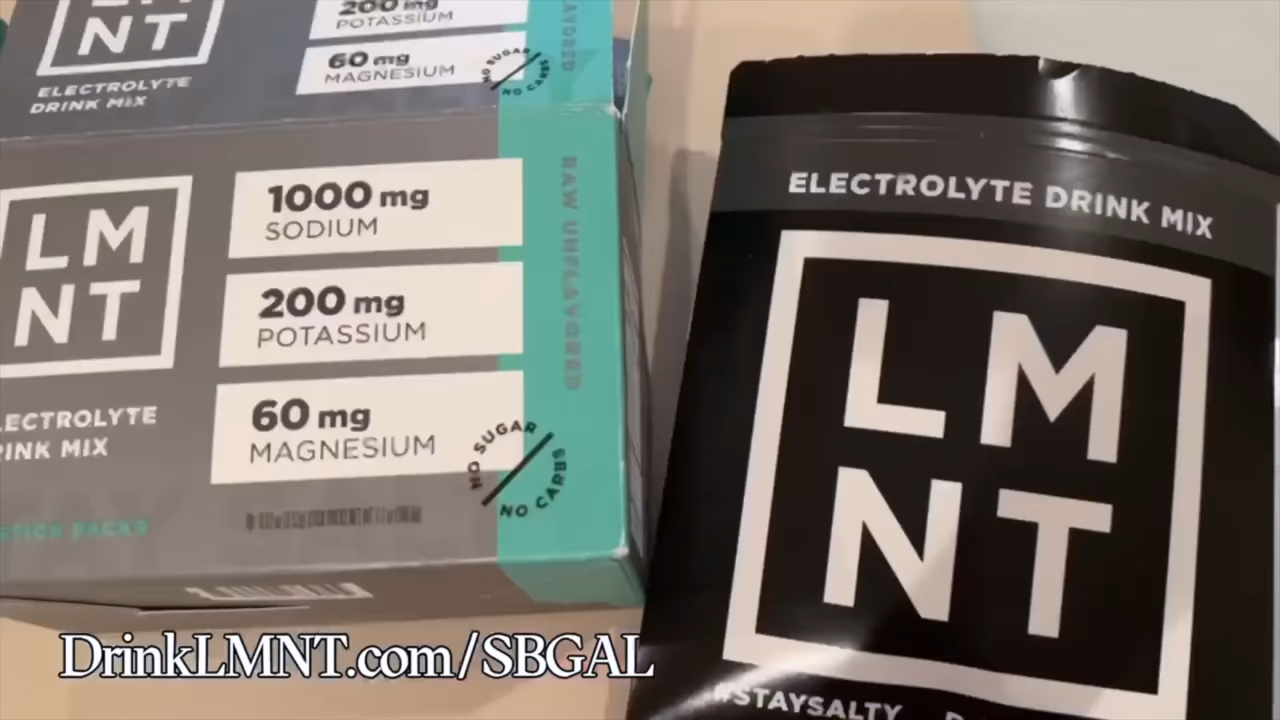 LM
NT
ELECTROLYTE
DRINK MIX
200 mg
POTASSIUM
60 mg
MAGNESIUM
NO SUGAR
NO CARBS
LM
NT
LECTROLYTE
INK MIX
STICK PACKS
1000 mg
SODIUM
200 mg
POTASSIUM
60 mg
MAGNESIUM
NO SUGAR
NO CARBS
RAW UNFLAVORED
ELECTROLYTE DRINK MIX
LM
NT
#STAYSALTY
DrinkLMNT.com/SBGAL